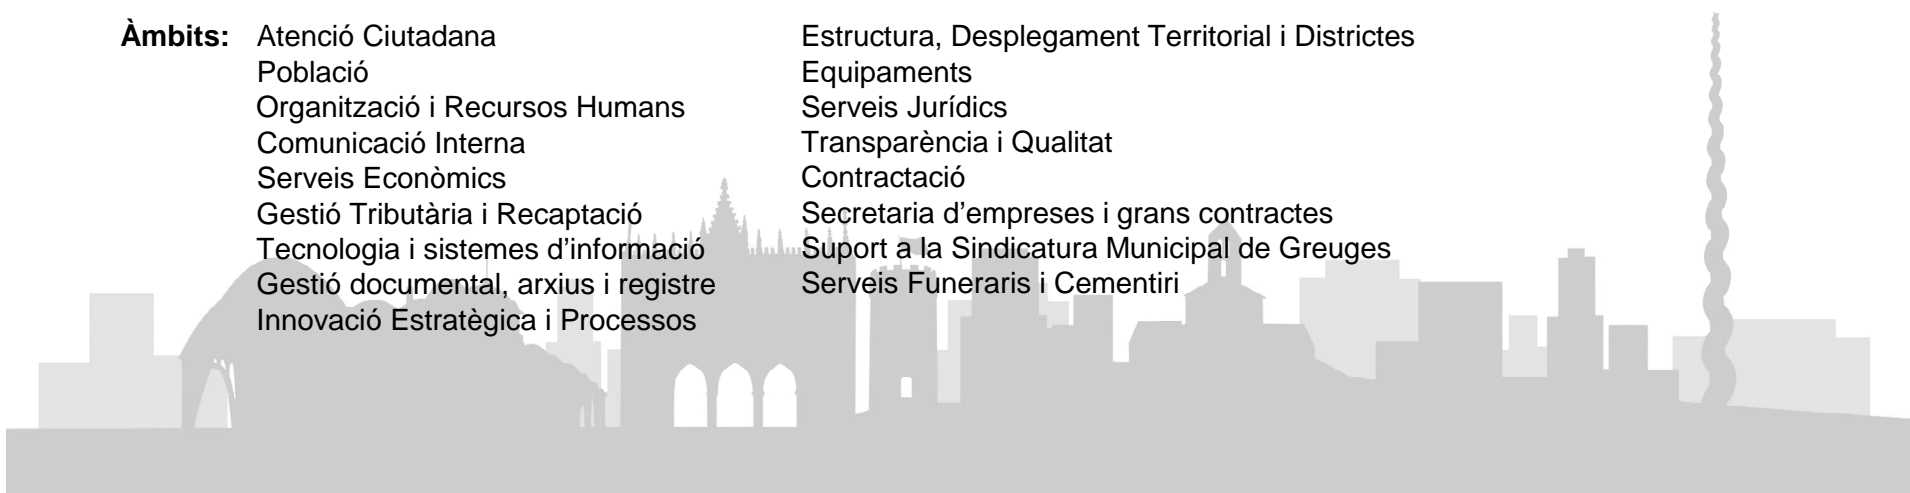 Àmbits: Atenció Ciutadana
Població
Organització i Recursos Humans
Comunicació Interna
Serveis Econòmics
Gestió Tributària i Recaptació
Tecnologia i sistemes d’informació
Gestió documental, arxius i registre
Innovació Estratègica i Processos
Estructura, Desplegament Territorial i Districtes
Equipaments
Serveis Jurídics
Transparència i Qualitat
Contractació
Secretaria d’empreses i grans contractes
Suport a la Sindicatura Municipal de Greuges
Serveis Funeraris i Cementiri